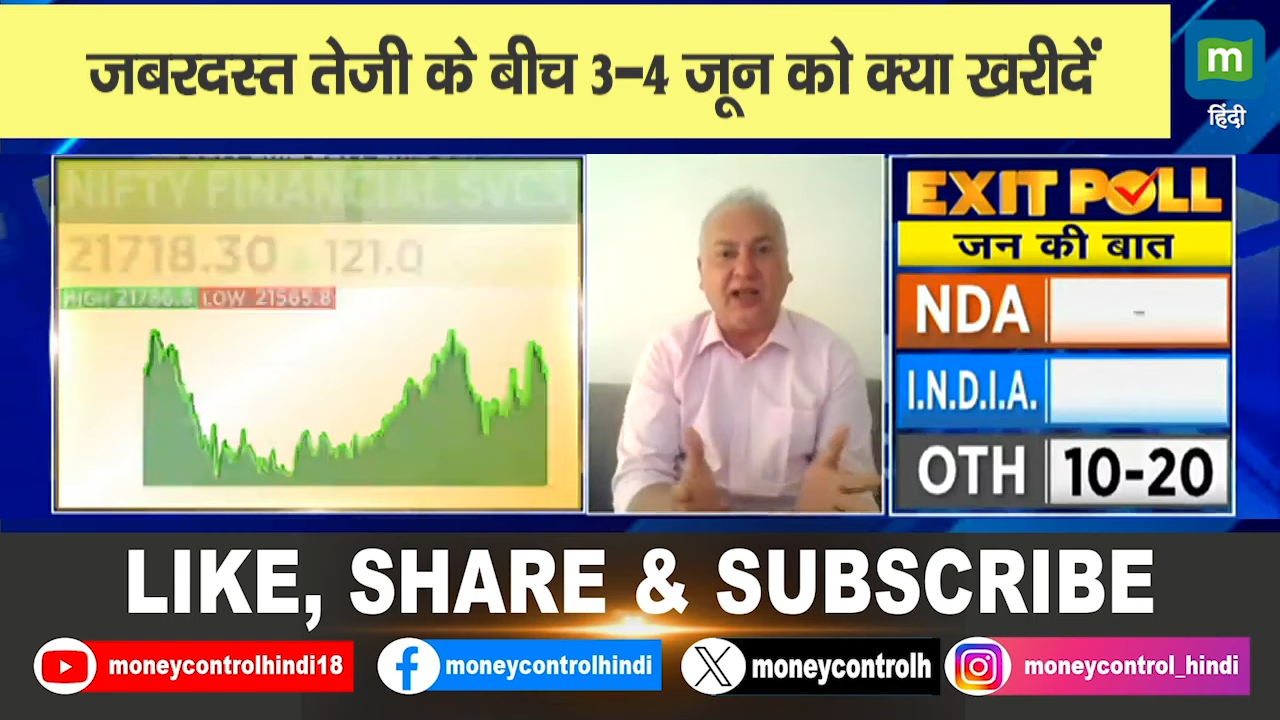 जबरदस्त तेजी के बीच 3-4 जून को क्या खरीदें
m
हिंदी
NIFTY FINANCIAL SVCS
21718.30 121.0
HIGH 21786.8 LOW 21565.8
EXIT POLL
जन की बात
NDA -
I.N.D.I.A.
OTH 10-20
LIKE, SHARE & SUBSCRIBE
moneycontrolhindi18
moneycontrolhindi
moneycontrolh
moneycontrol_hindi